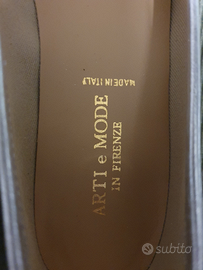 MADE IN ITALY
ARTI e MODE
IN FIRENZE
subito